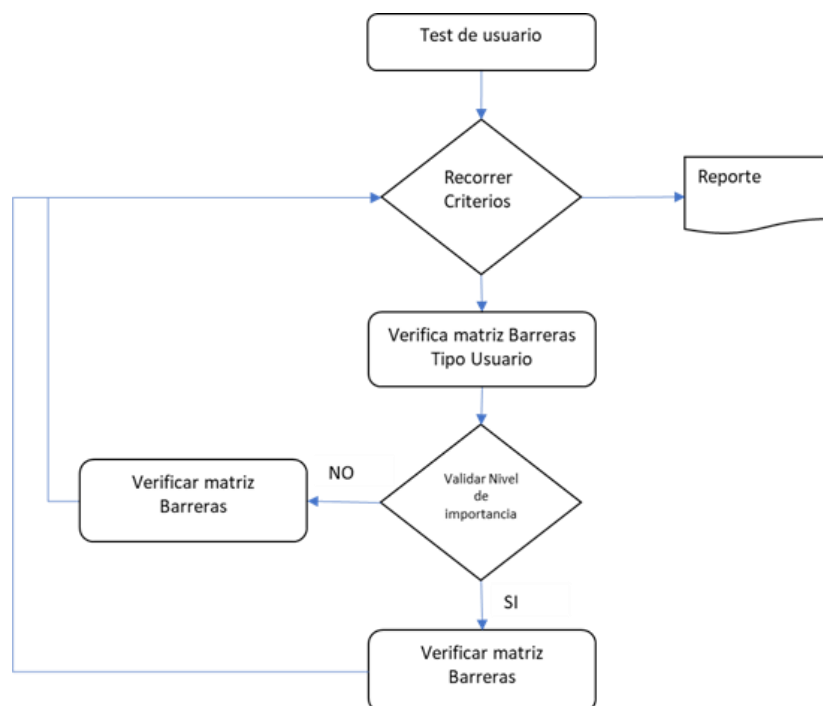 Test de usuario
Recorrer
Criterios
Reporte
Verifica matriz Barreras
Tipo Usuario
Validar Nivel
de
importancia
NO
Verificar matriz
Barreras
SI
Verificar matriz
Barreras